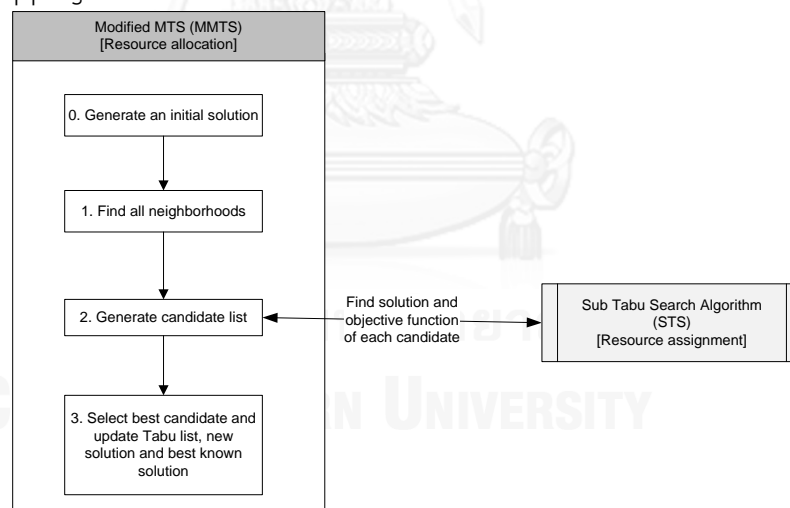 Modified MTS (MMTS)
[Resource allocation]
0. Generate an initial solution
1. Find all neighborhoods
2. Generate candidate list
Find solution and
objective function
of each candidate
Sub Tabu Search Algorithm
(STS)
[Resource assignment]
3. Select best candidate and
update Tabu list, new
solution and best known
solution
RN UNIVERSITY